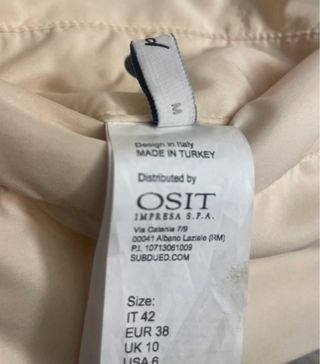 M
Design in Italy
MADE IN TURKEY
Distributed by
OSIT
IMPRESA S.P.A.
Via Catania 7/9
00041 Albano Laziale (RM)
P.I. 10713061009
SUBDUED.COM
Size:
IT 42
EUR 38
UK 10
USA 6